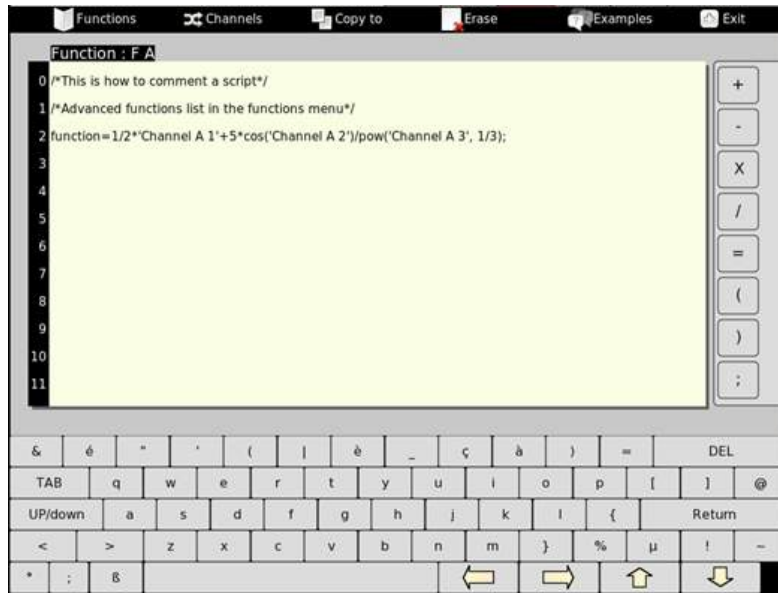 Functions Channels Copy to Erase Examples Exit
Function : F A
0 /*This is how to comment a script*/
1 /*Advanced functions list in the functions menu*/
2 function=1/2*'Channel A 1'+5*cos('Channel A 2')/pow('Channel A 3', 1/3);
3
4
5
6
7
8
9
10
11
+
-
X
/
=
(
)
;
& é " ' ( | è _ ç à ) = DEL
TAB q w e r t y u i o p [ ] @
UP/down a s d f g h j k l { Return
< > z x c v b n m } % µ ! ~
* ; ß